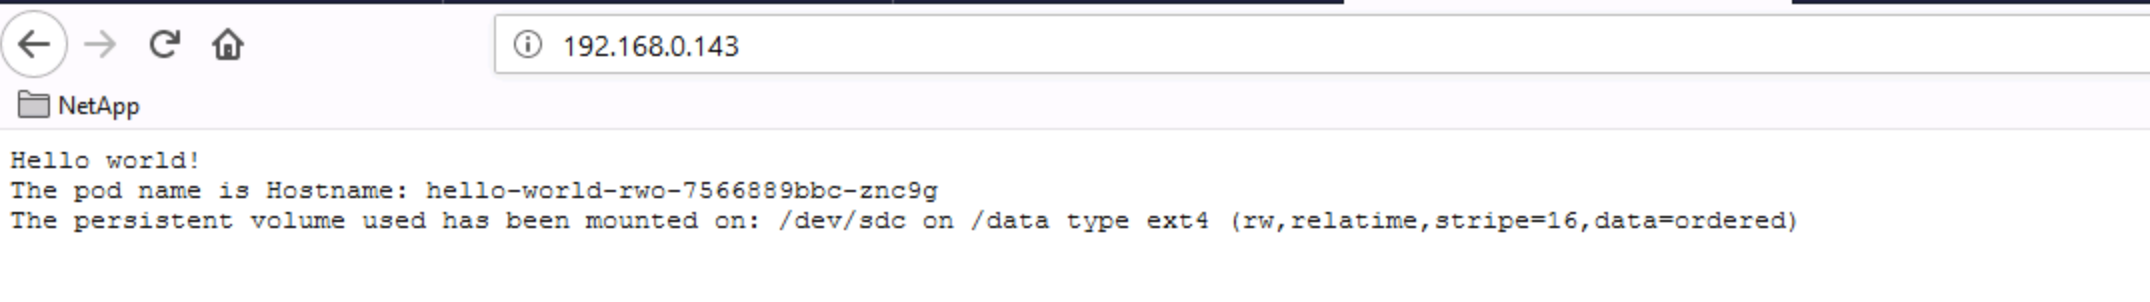 192.168.0.143
NetApp
Hello world!
The pod name is Hostname: hello-world-rwo-7566889bbc-znc9g
The persistent volume used has been mounted on: /dev/sdc on /data type ext4 (rw,relatime,stripe=16,data=ordered)